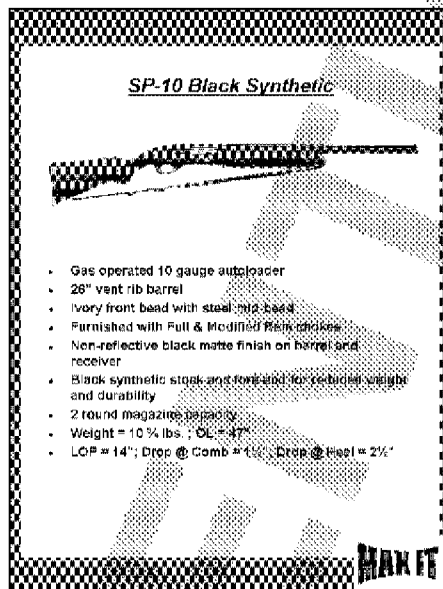 SP-10 Black Synthetic
• Gas operated 10 gauge autoloader
• 26" vent rib barrel
• Ivory front bead with steel mid-bead
• Furnished with Full & Modified Rem chokes
• Non-reflective black matte finish on barrel and
receiver
• Black synthetic stock and fore-end for reduced weight
and durability
• 2 round magazine capacity
• Weight = 10 ¾ lbs. ; OL = 47"
• LOP = 14"; Drop @ Comb = 1½" ; Drop @ Heel = 2½"